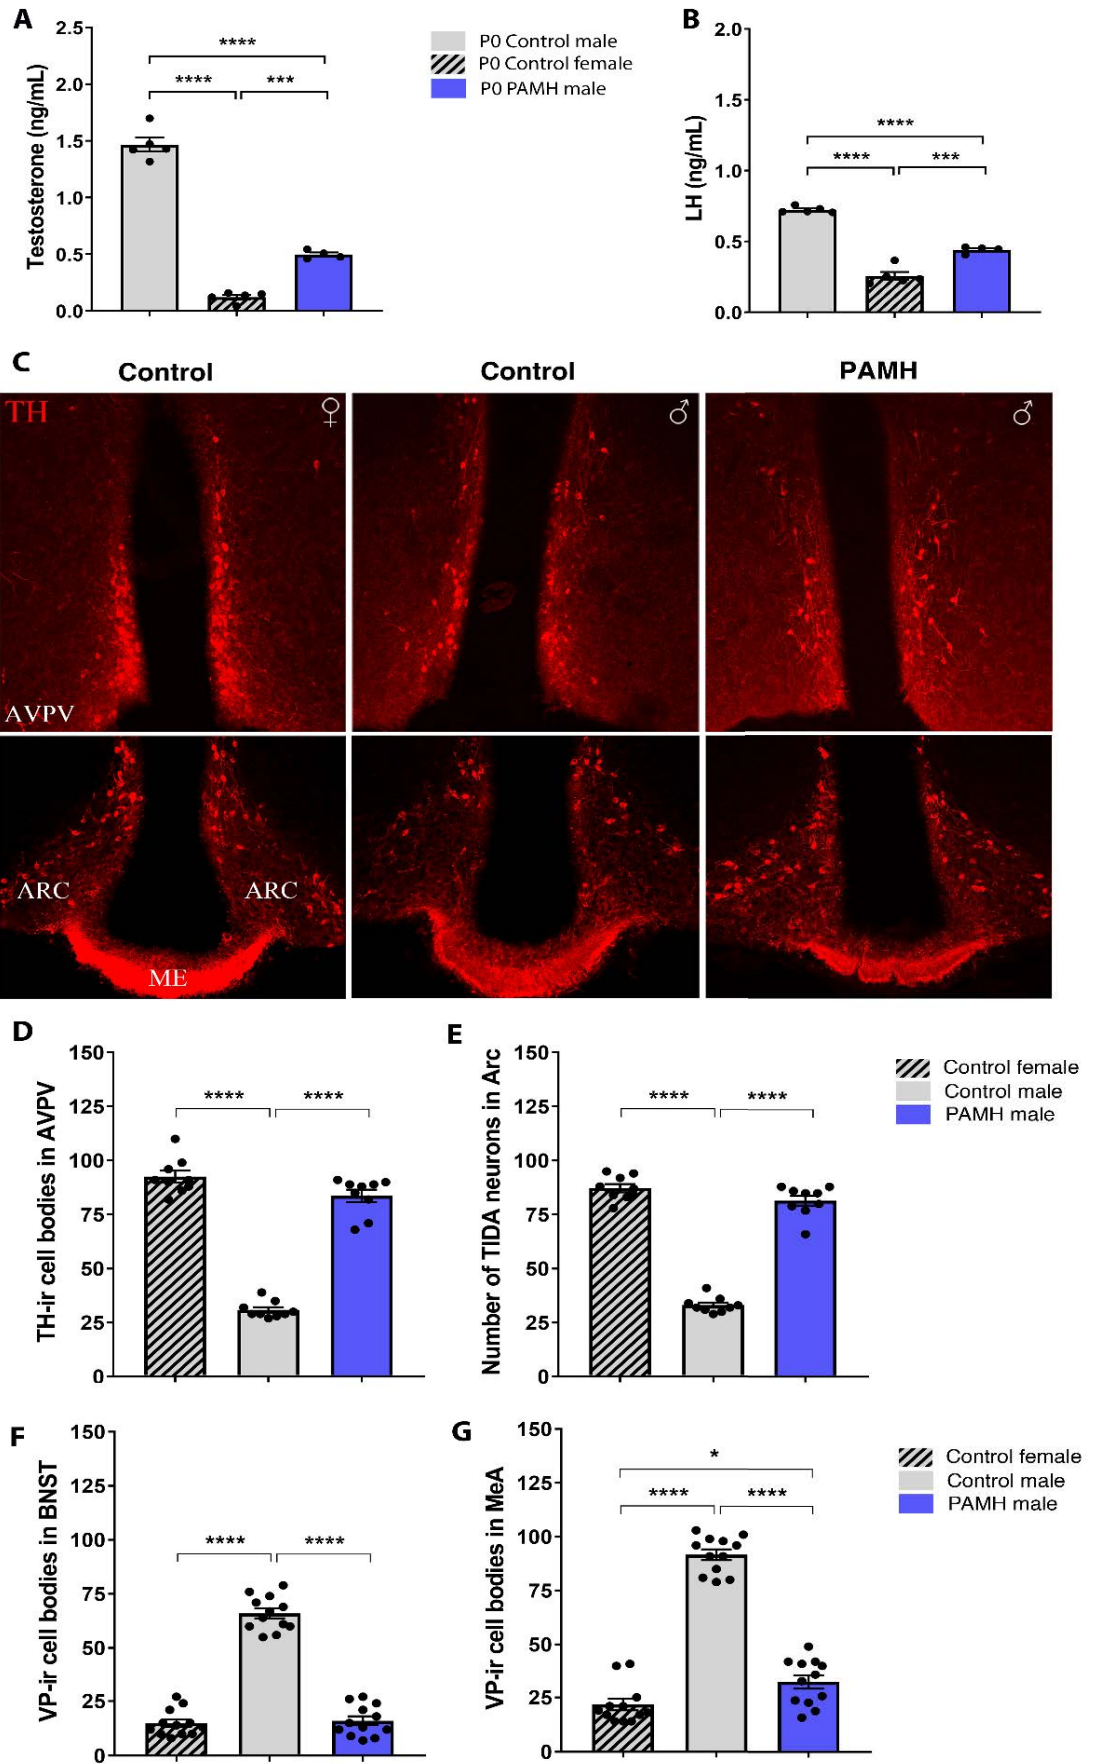 A
Testosterone (ng/mL)
2.5
2.0
1.5
1.0
0.5
0.0
****
****
***
P0 Control male
P0 Control female
P0 PAMH male
B
LH (ng/mL)
2.0
1.5
1.0
0.5
0.0
****
****
***
C
Control
Control
PAMH
TH
♀
♂
♂
AVPV
ARC
ARC
ME
D
TH-ir cell bodies in AVPV
150
125
100
75
50
25
0
****
****
E
Number of TIDA neurons in Arc
150
125
100
75
50
25
0
****
****
Control female
Control male
PAMH male
F
VP-ir cell bodies in BNST
150
125
100
75
50
25
0
****
****
G
VP-ir cell bodies in MeA
150
125
100
75
50
25
0
*
****
****
Control female
Control male
PAMH male